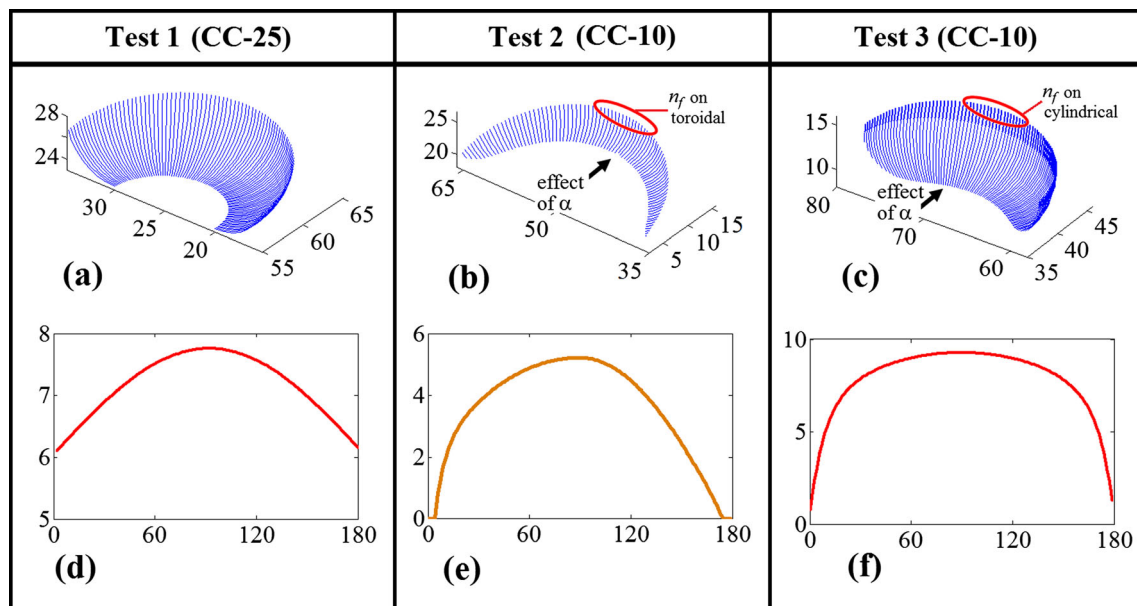 Test 1 (CC-25)
Test 2 (CC-10)
Test 3 (CC-10)
28
24
30
25
20
65
60
55
(a)
n_f on
toroidal
25
20
effect
of α
65
50
35
15
10
5
(b)
n_f on
cylindrical
15
10
effect
of α
80
70
60
45
40
35
(c)
8
7
6
5
0
60
120
180
(d)
6
4
2
0
0
60
120
180
(e)
10
5
0
0
60
120
180
(f)